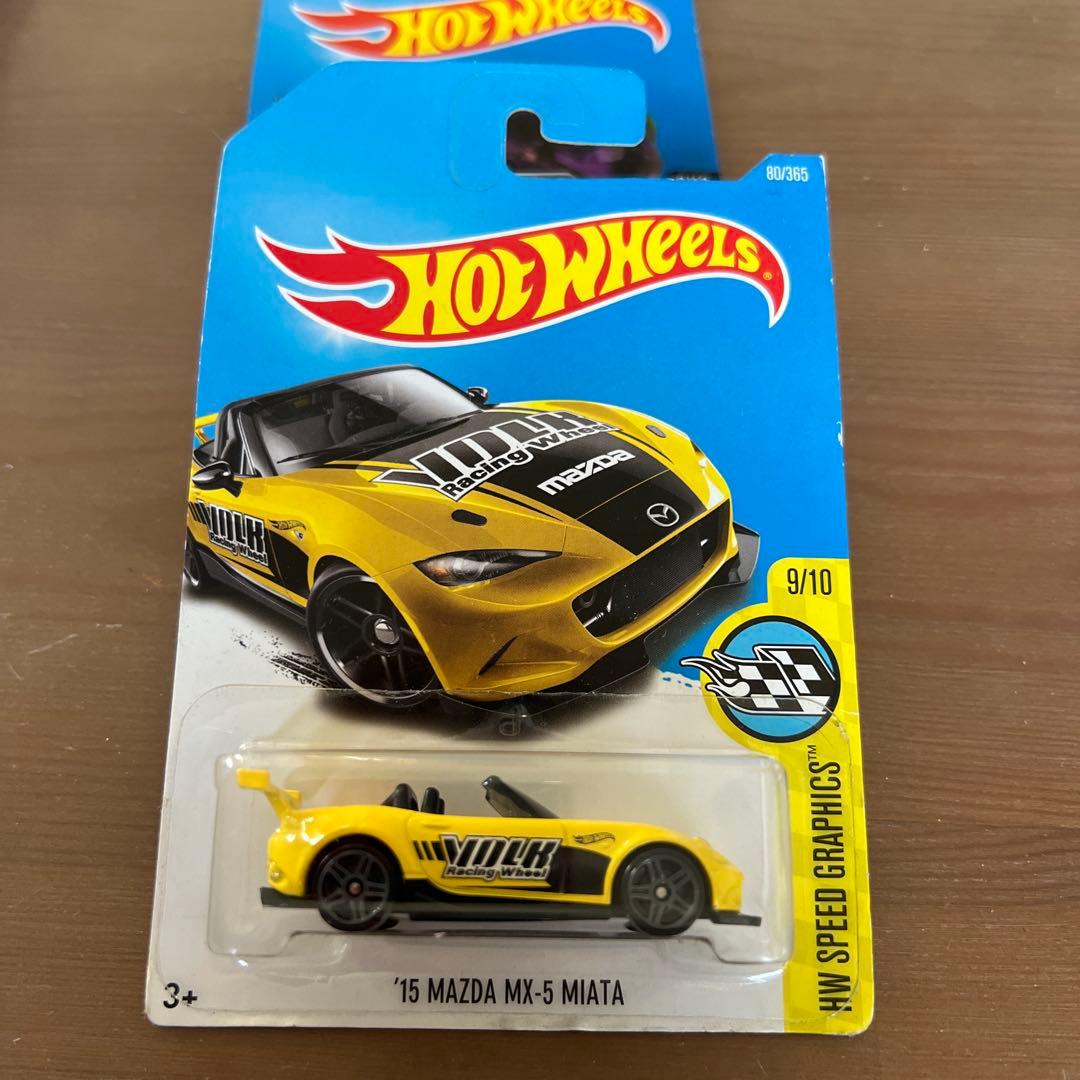 HOT WHEELS
80/365
HOT WHEELS®
VOLK
Racing Wheel
mazda
VOLK
Racing Wheel
9/10
HW SPEED GRAPHICS™
VOLK
Racing Wheel
3+
'15 MAZDA MX-5 MIATA